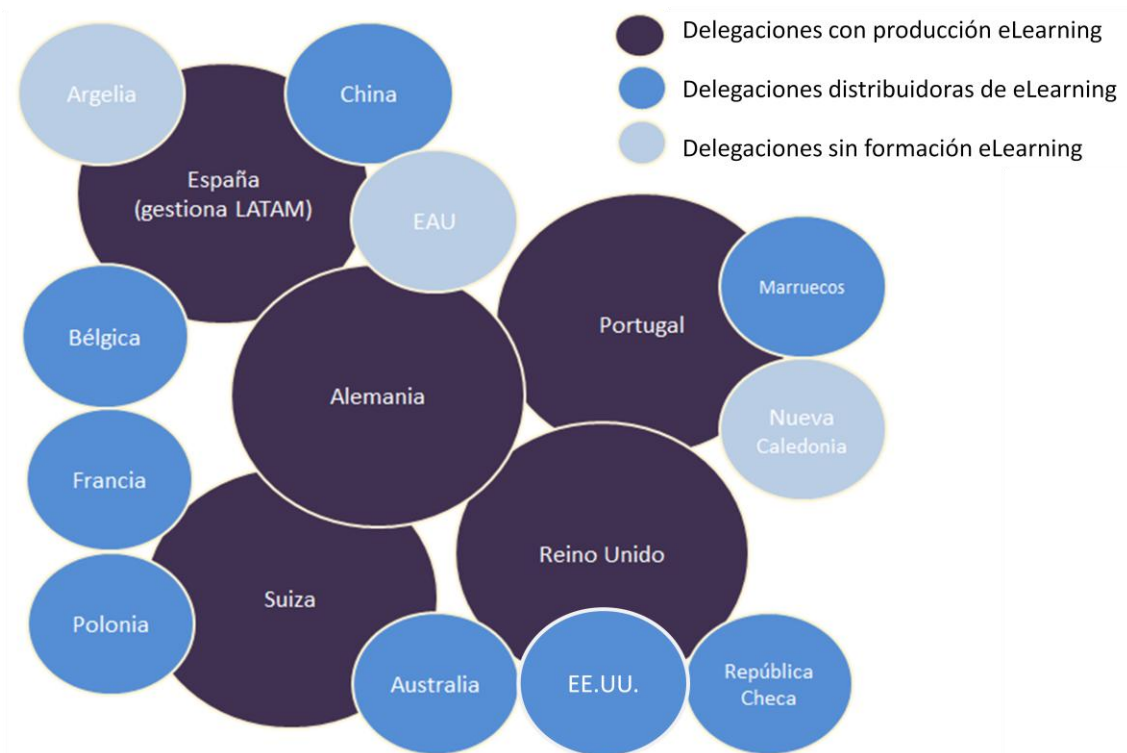 Delegaciones con producción eLearning
Delegaciones distribuidoras de eLearning
Delegaciones sin formación eLearning
Argelia
China
España
(gestiona LATAM)
EAU
Marruecos
Portugal
Bélgica
Alemania
Nueva
Caledonia
Francia
Reino Unido
Suiza
Polonia
Australia
EE.UU.
República
Checa